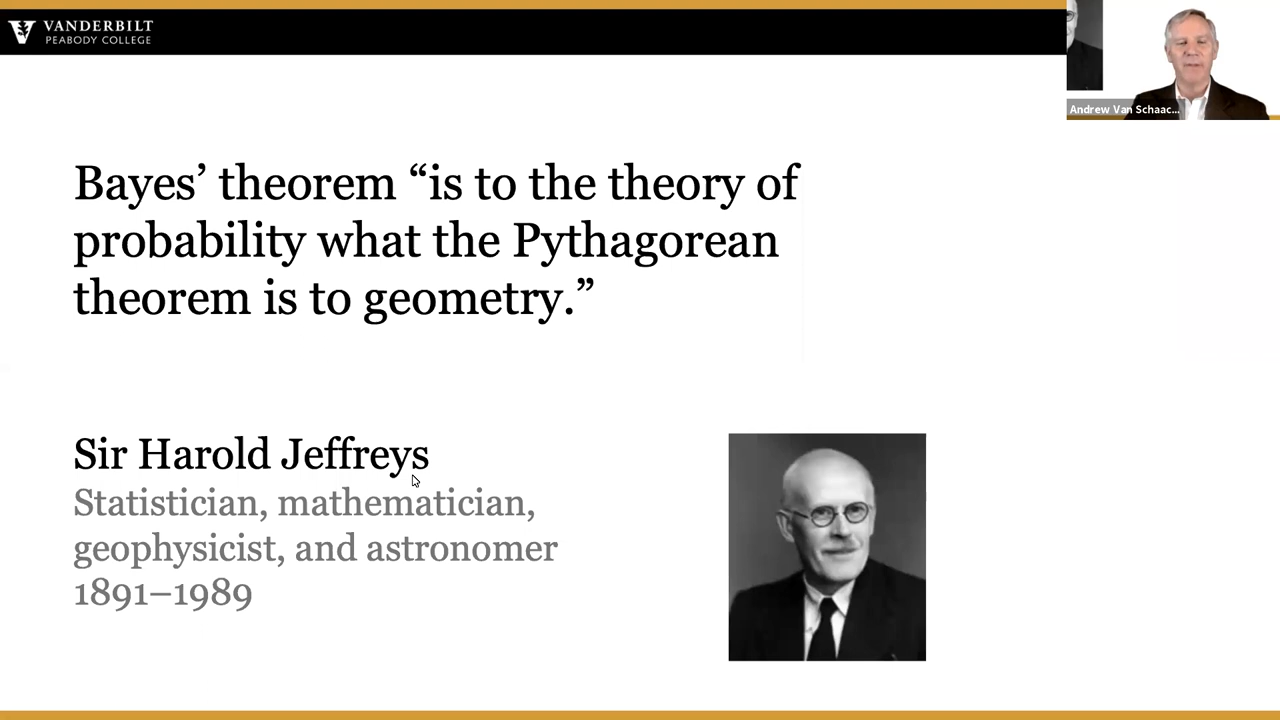 VANDERBILT
PEABODY COLLEGE
Andrew Van Schaac...
Bayes’ theorem “is to the theory of
probability what the Pythagorean
theorem is to geometry.”
Sir Harold Jeffreys
Statistician, mathematician,
geophysicist, and astronomer
1891–1989